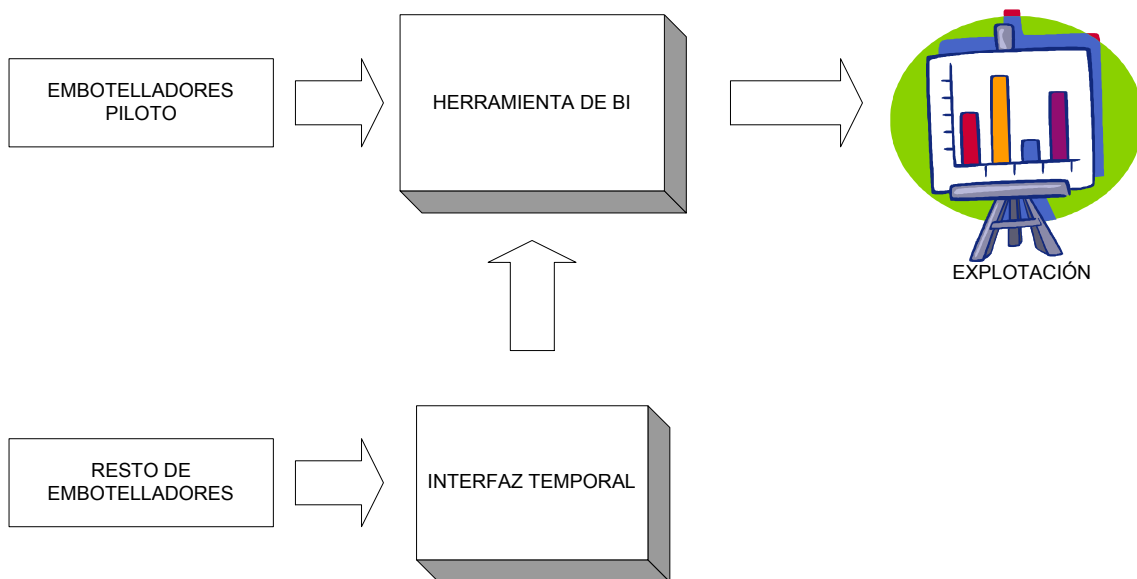 EMBOTELLADORES
PILOTO
HERRAMIENTA DE BI
EXPLOTACIÓN
RESTO DE
EMBOTELLADORES
INTERFAZ TEMPORAL